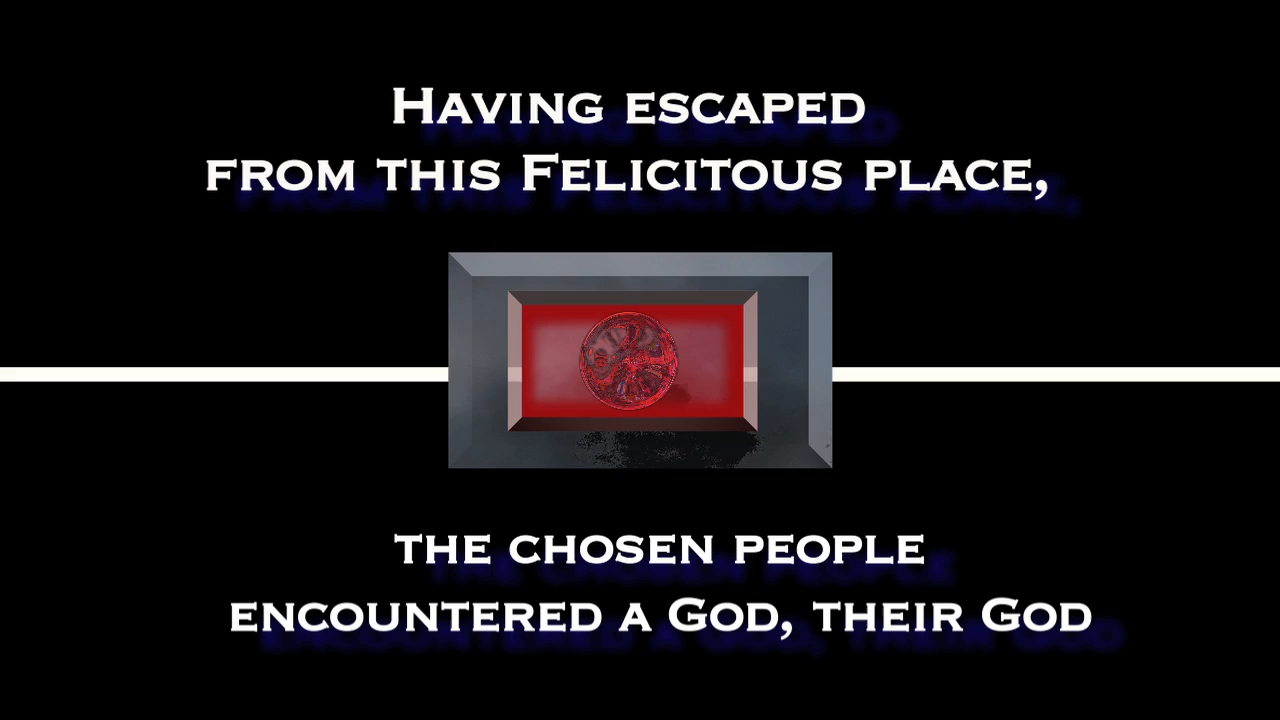 Having escaped
from this Felicitous place,
the chosen people
encountered a God, their God